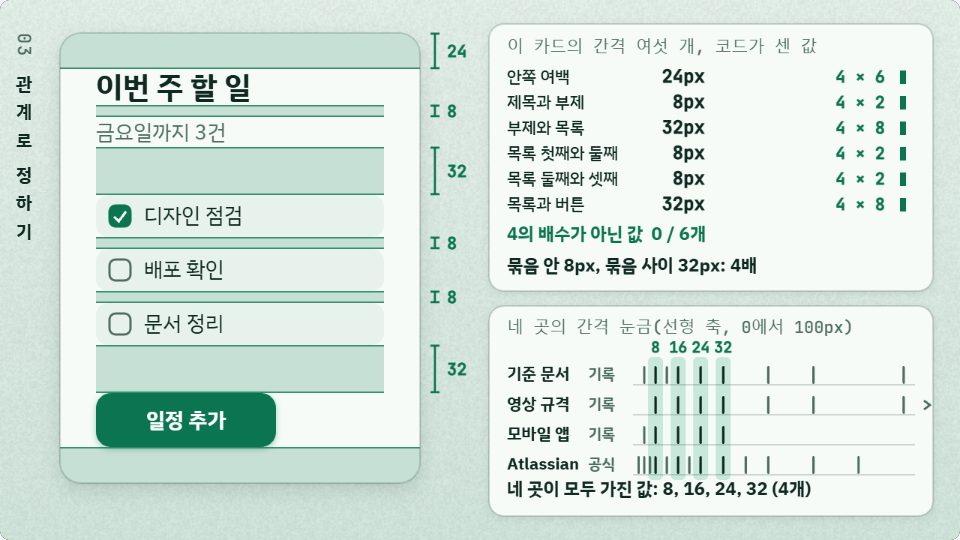 03 관계로 정하기
이번 주 할 일
금요일까지 3건
디자인 점검
배포 확인
문서 정리
일정 추가
24
8
32
8
8
32
이 카드의 간격 여섯 개, 코드가 센 값
안쪽 여백 24px 4 × 6
제목과 부제 8px 4 × 2
부제와 목록 32px 4 × 8
목록 첫째와 둘째 8px 4 × 2
목록 둘째와 셋째 8px 4 × 2
목록과 버튼 32px 4 × 8
4의 배수가 아닌 값 0 / 6개
묶음 안 8px, 묶음 사이 32px: 4배
네 곳의 간격 눈금(선형 축, 0에서 100px)
8 16 24 32
기준 문서 기록
영상 규격 기록 >
모바일 앱 기록
Atlassian 공식
네 곳이 모두 가진 값: 8, 16, 24, 32 (4개)